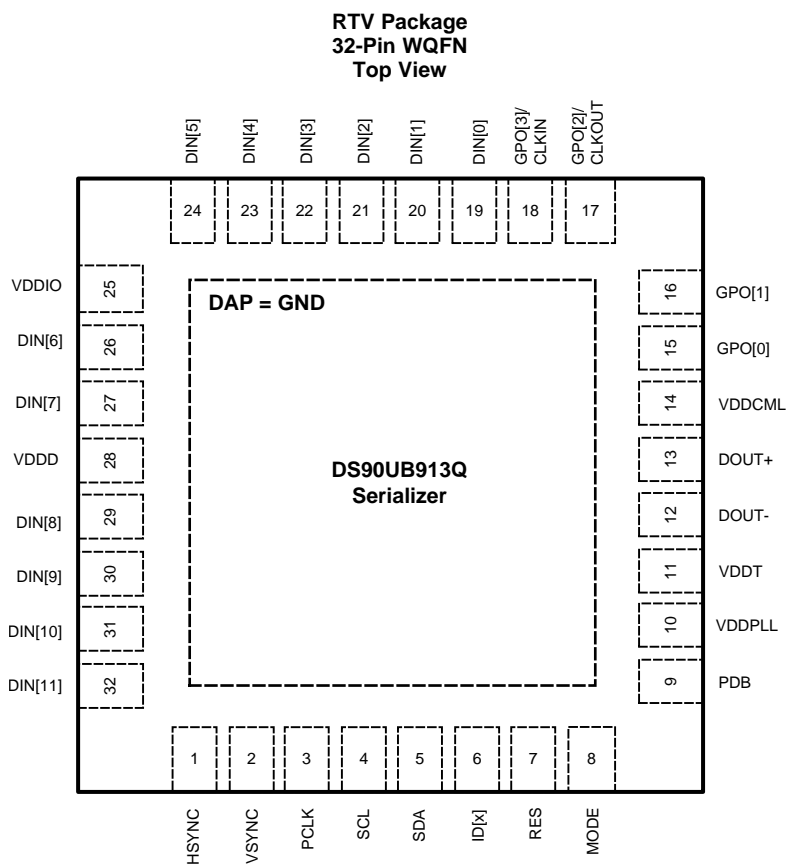 RTV Package
32-Pin WQFN
Top View
DIN[5]
DIN[4]
DIN[3]
DIN[2]
DIN[1]
DIN[0]
GPO[3]/
CLKIN
GPO[2]/
CLKOUT
24
23
22
21
20
19
18
17
VDDIO
25
DIN[6]
26
DIN[7]
27
VDDD
28
DIN[8]
29
DIN[9]
30
DIN[10]
31
DIN[11]
32
DAP = GND
DS90UB913Q
Serializer
16
GPO[1]
15
GPO[0]
14
VDDCML
13
DOUT+
12
DOUT-
11
VDDT
10
VDDPLL
9
PDB
1
2
3
4
5
6
7
8
HSYNC
VSYNC
PCLK
SCL
SDA
ID[x]
RES
MODE